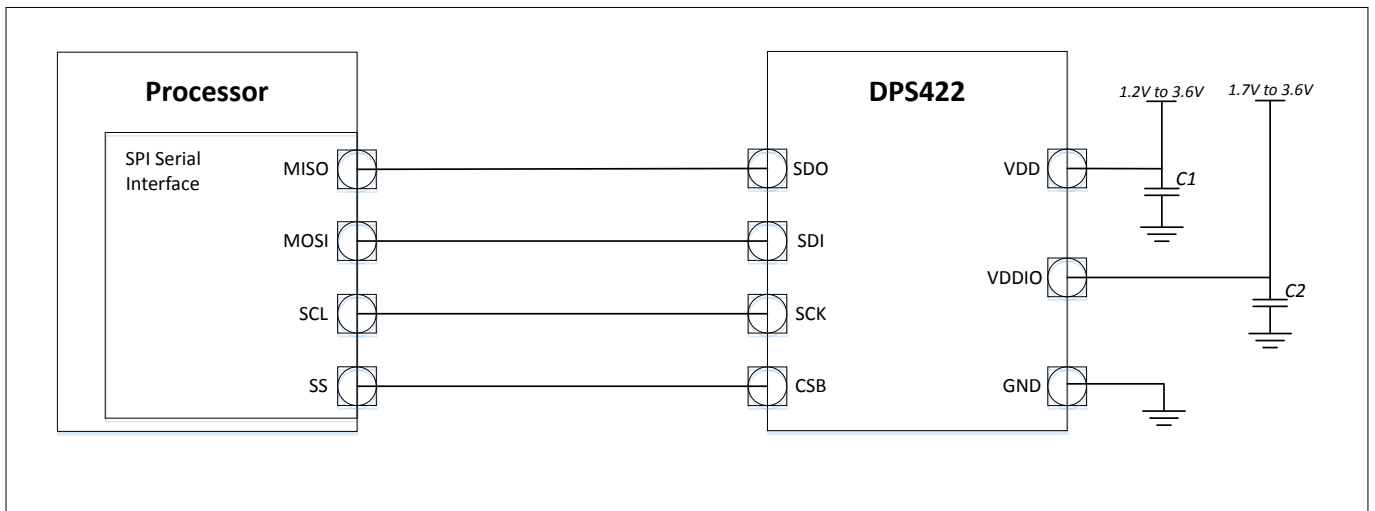 Processor
SPI Serial
Interface
MISO
MOSI
SCL
SS
DPS422
SDO
SDI
SCK
CSB
VDD
VDDIO
GND
1.2V to 3.6V
1.7V to 3.6V
C1
C2